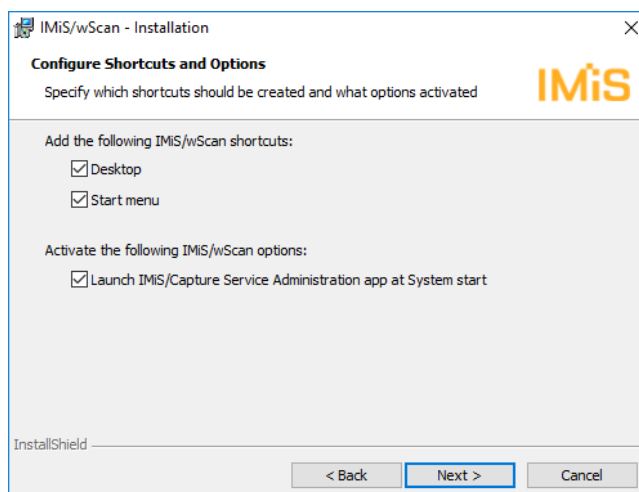 IMiS/wScan - Installation
Configure Shortcuts and Options
Specify which shortcuts should be created and what options activated
IMiS
Add the following IMiS/wScan shortcuts:
Desktop
Start menu
Activate the following IMiS/wScan options:
Launch IMiS/Capture Service Administration app at System start
InstallShield
< Back
Next >
Cancel